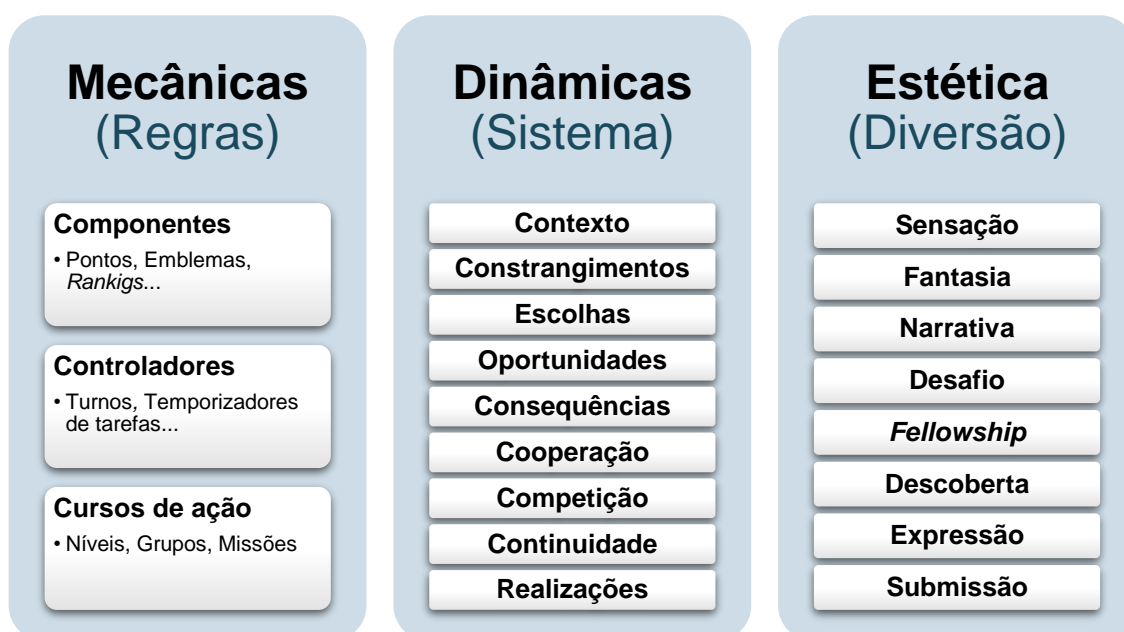 Mecânicas
(Regras)
Componentes
• Pontos, Emblemas,
Rankigs...
Controladores
• Turnos, Temporizadores
de tarefas...
Cursos de ação
• Níveis, Grupos, Missões
Dinâmicas
(Sistema)
Contexto
Constrangimentos
Escolhas
Oportunidades
Consequências
Cooperação
Competição
Continuidade
Realizações
Estética
(Diversão)
Sensação
Fantasia
Narrativa
Desafio
Fellowship
Descoberta
Expressão
Submissão